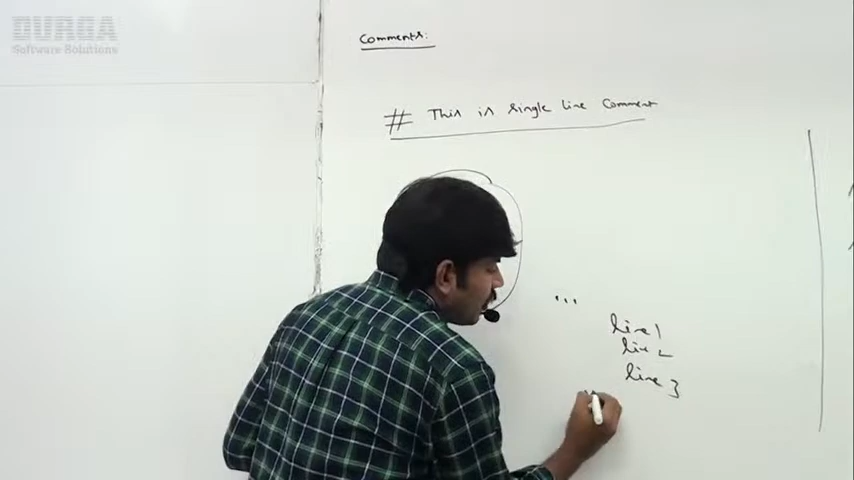 DURGA
Software Solutions
Comments:
# This is single line Comment
'''
line 1
line 2
line 3
''